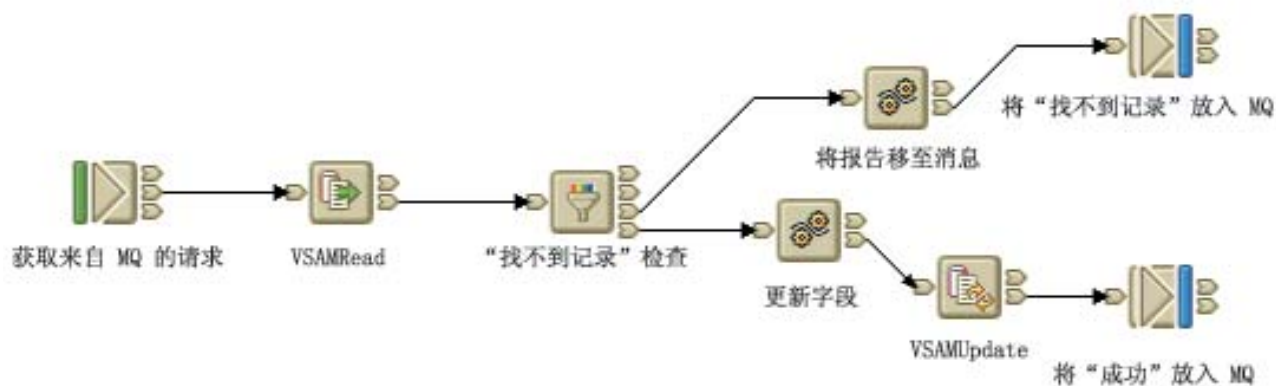 将“找不到记录”放入 MQ
将报告移至消息
获取来自 MQ 的请求
VSAMRead
“找不到记录”检查
更新字段
VSAMUpdate
将“成功”放入 MQ